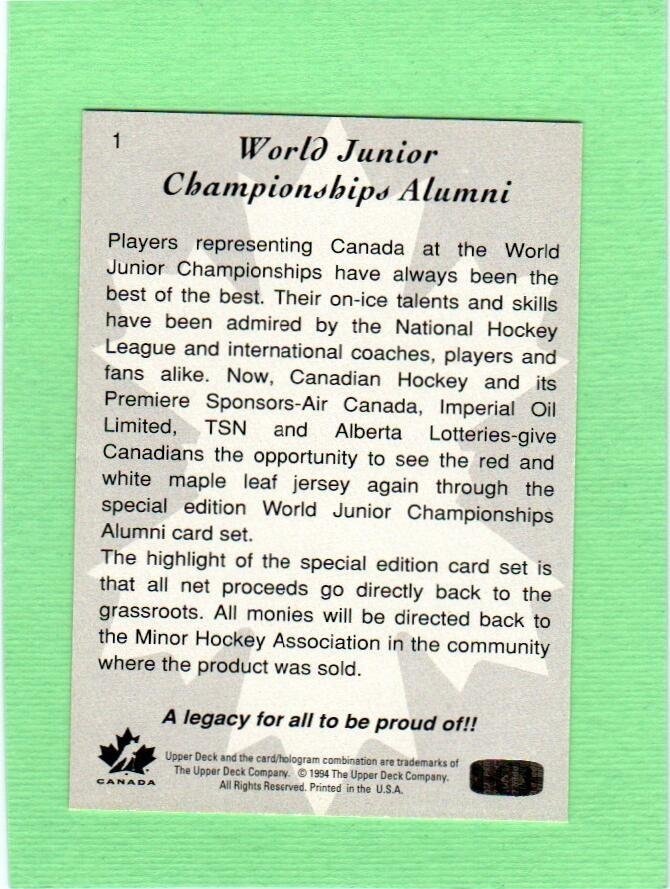 1
World Junior
Championships Alumni
Players representing Canada at the World
Junior Championships have always been the
best of the best. Their on-ice talents and skills
have been admired by the National Hockey
League and international coaches, players and
fans alike. Now, Canadian Hockey and its
Premiere Sponsors-Air Canada, Imperial Oil
Limited, TSN and Alberta Lotteries-give
Canadians the opportunity to see the red and
white maple leaf jersey again through the
special edition World Junior Championships
Alumni card set.
The highlight of the special edition card set is
that all net proceeds go directly back to the
grassroots. All monies will be directed back to
the Minor Hockey Association in the community
where the product was sold.
A legacy for all to be proud of!!
CANADA
Upper Deck and the card/hologram combination are trademarks of
The Upper Deck Company. © 1994 The Upper Deck Company.
All Rights Reserved. Printed in the U.S.A.